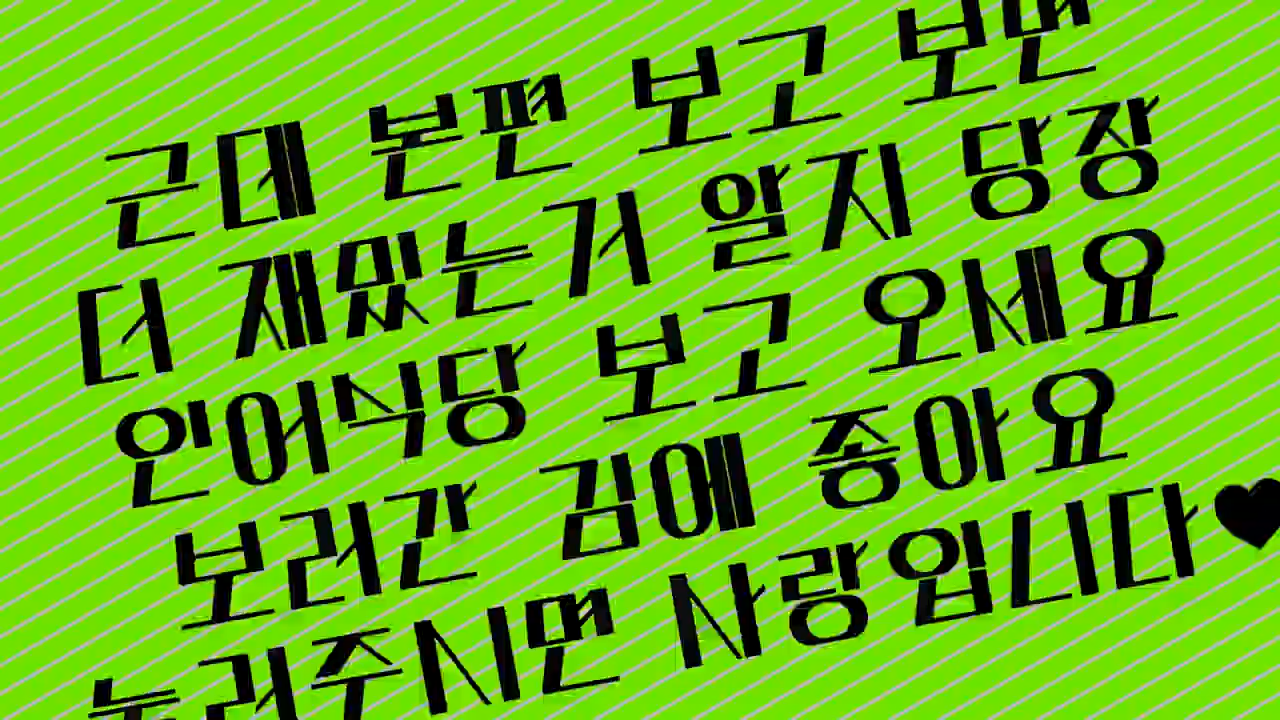 근데 본편 보고 보면
더 재밌는거 알지 당장
인어식당 보고 오세요
보러간 김에 좋아요
눌러주시면 사랑입니다♥